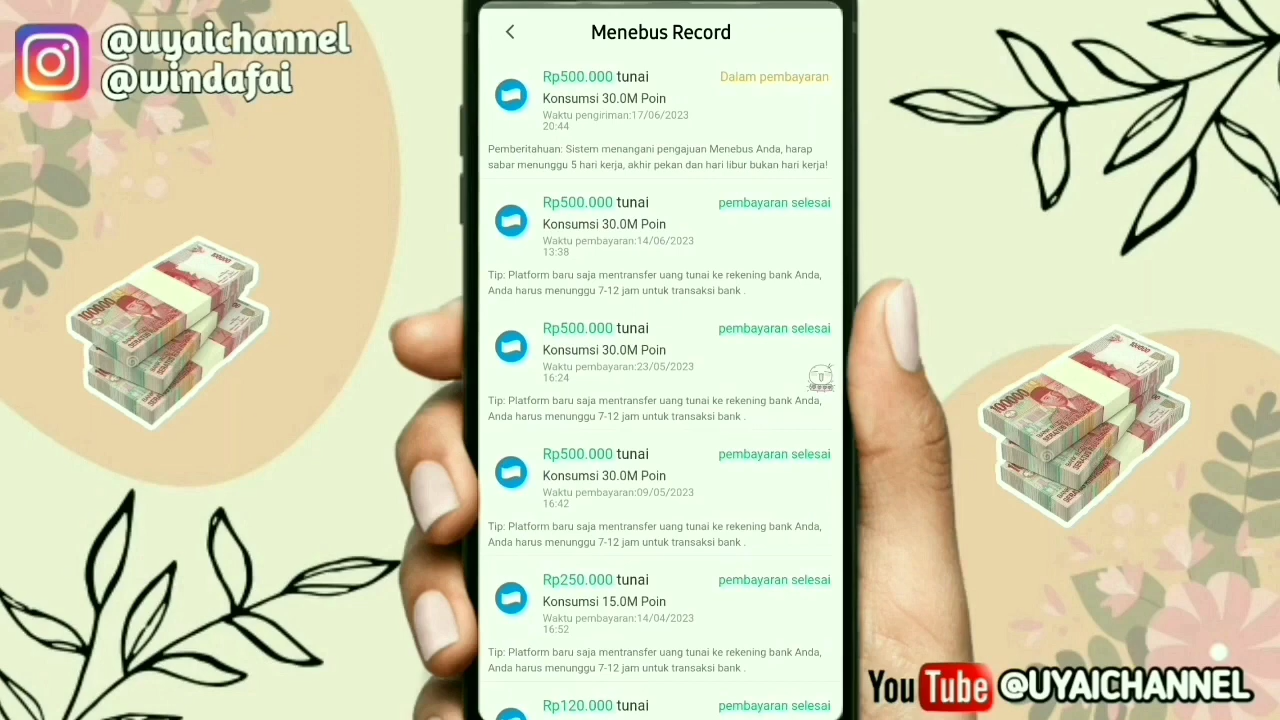 @uyaichannel
@windafai
Menebus Record
Rp500.000 tunai
Dalam pembayaran
Konsumsi 30.0M Poin
Waktu pengiriman:17/06/2023
20:44
Pemberitahuan: Sistem menangani pengajuan Menebus Anda, harap
sabar menunggu 5 hari kerja, akhir pekan dan hari libur bukan hari kerja!
Rp500.000 tunai
pembayaran selesai
Konsumsi 30.0M Poin
Waktu pembayaran:14/06/2023
13:38
Tip: Platform baru saja mentransfer uang tunai ke rekening bank Anda,
Anda harus menunggu 7-12 jam untuk transaksi bank .
Rp500.000 tunai
pembayaran selesai
Konsumsi 30.0M Poin
Waktu pembayaran:23/05/2023
16:24
Tip: Platform baru saja mentransfer uang tunai ke rekening bank Anda,
Anda harus menunggu 7-12 jam untuk transaksi bank .
Rp500.000 tunai
pembayaran selesai
Konsumsi 30.0M Poin
Waktu pembayaran:09/05/2023
16:42
Tip: Platform baru saja mentransfer uang tunai ke rekening bank Anda,
Anda harus menunggu 7-12 jam untuk transaksi bank .
Rp250.000 tunai
pembayaran selesai
Konsumsi 15.0M Poin
Waktu pembayaran:14/04/2023
16:52
Tip: Platform baru saja mentransfer uang tunai ke rekening bank Anda,
Anda harus menunggu 7-12 jam untuk transaksi bank .
Rp120.000 tunai
pembayaran selesai
100000
100000
100000
100000
YouTube @UYAICHANNEL